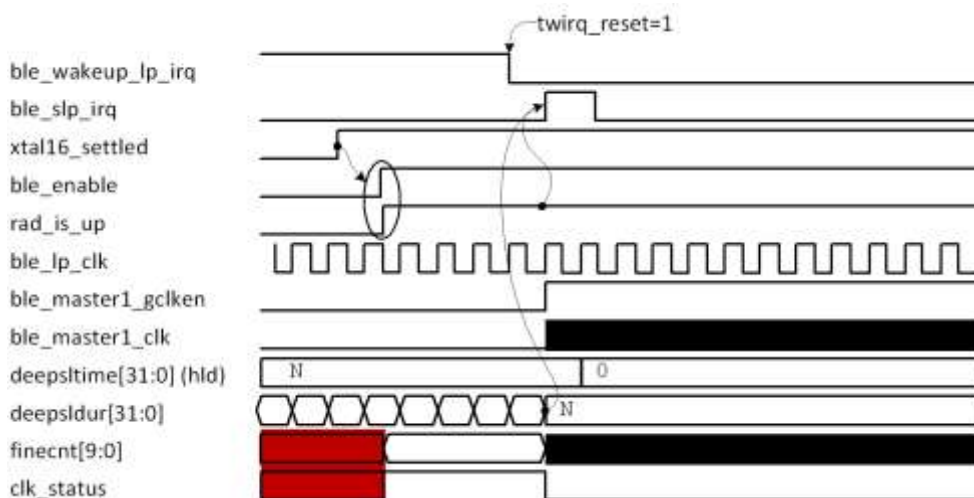 twirq_reset=1
ble_wakeup_lp_irq
ble_slp_irq
xtal16_settled
ble_enable
rad_is_up
ble_lp_clk
ble_master1_gclken
ble_master1_clk
deepsltime[31:0] (hld) N 0
deepsldur[31:0] N
finecnt[9:0]
clk_status